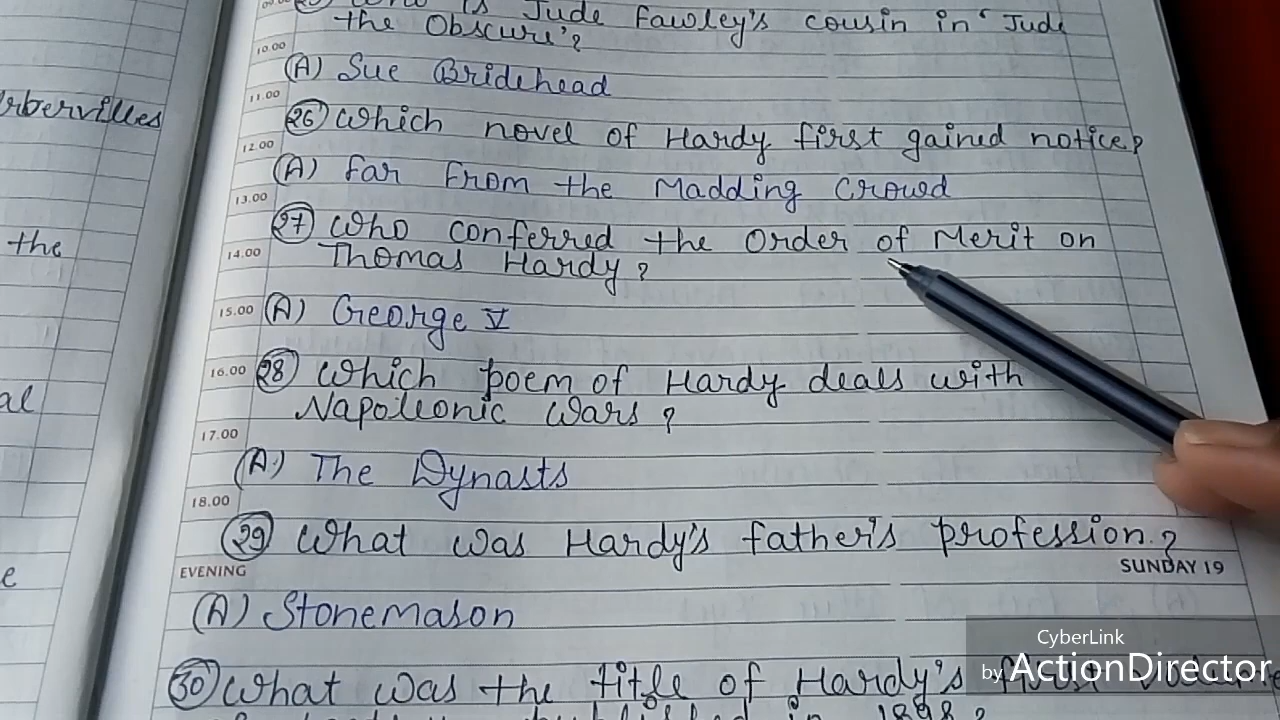 is Jude Fawley's cousin in 'Jude
the Obscure'?
10.00
(A) Sue Bridehead
11.00
rbervilles
26 Which novel of Hardy first gained notice?
12.00
(A) Far From the Madding Crowd
13.00
27 Who conferred the Order of Merit on
the
14.00
Thomas Hardy?
15.00
(A) George V
16.00
28 Which poem of Hardy deals with
al
Napoleonic Wars?
17.00
(A.) The Dynasts
18.00
29 What was Hardy's father's profession.?
EVENING
SUNDAY 19
e
(A) Stonemason
CyberLink
by ActionDirector
30 What was the title of Hardy's first
in 1898?